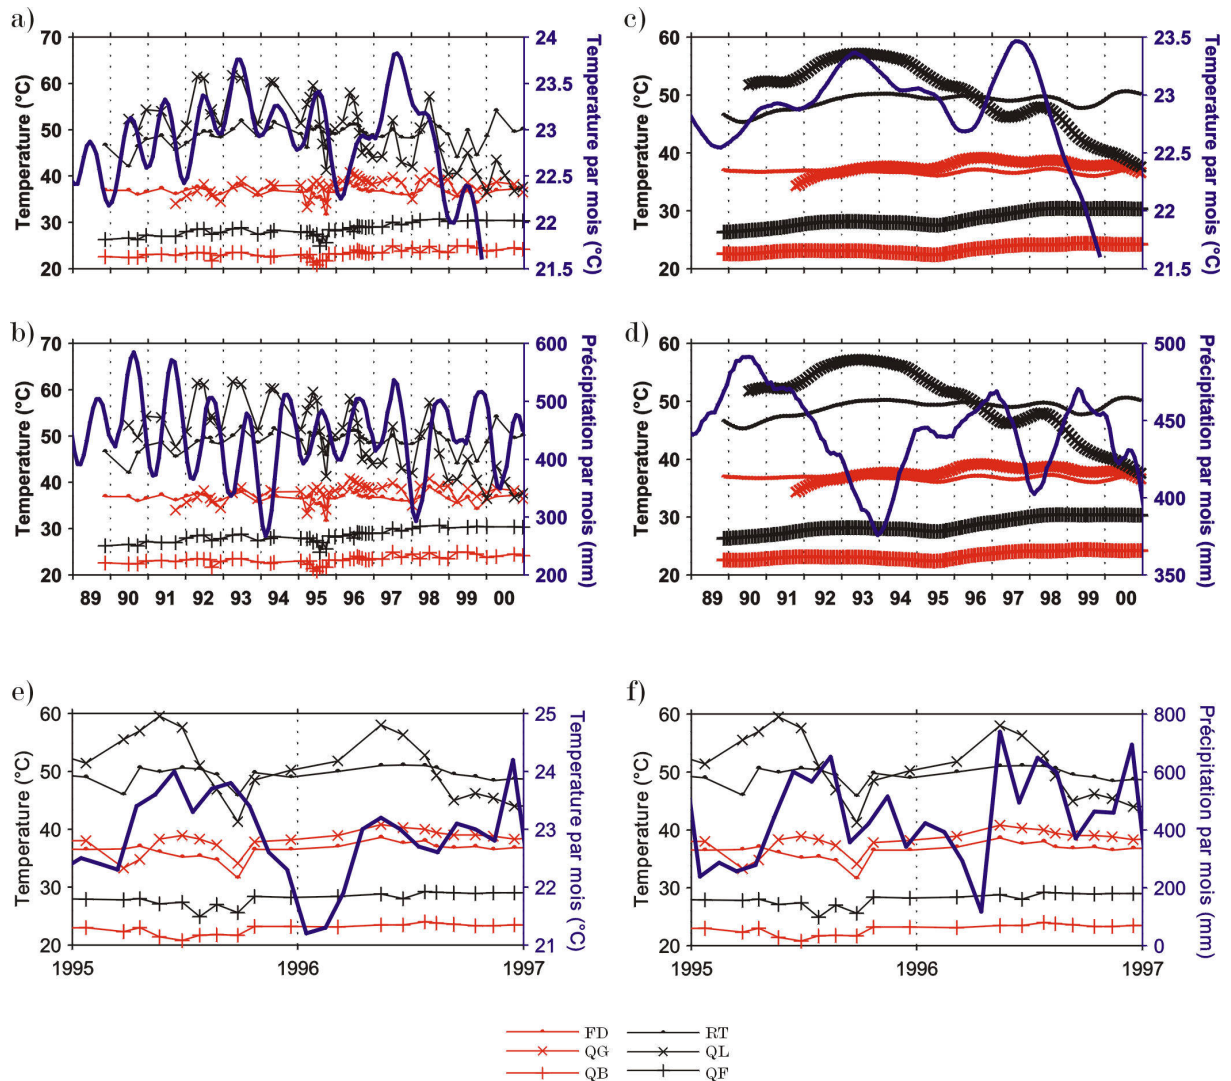 a)
c)
70
60
50
40
30
20
Temperature (°C)
24
23.5
23
22.5
22
21.5
Temperature par mois (°C)
70
60
50
40
30
20
Temperature (°C)
23.5
23
22.5
22
21.5
Temperature par mois (°C)
b)
d)
70
60
50
40
30
20
Temperature (°C)
600
500
400
300
200
Précipitation par mois (mm)
89 90 91 92 93 94 95 96 97 98 99 00
70
60
50
40
30
20
Temperature (°C)
500
450
400
350
Précipitation par mois (mm)
89 90 91 92 93 94 95 96 97 98 99 00
e)
f)
60
50
40
30
20
Temperature (°C)
25
24
23
22
21
Temperature par mois (°C)
1995 1996 1997
60
50
40
30
20
Temperature (°C)
800
600
400
200
0
Précipitation par mois (mm)
1995 1996 1997
FD RT
QG QL
QB QF